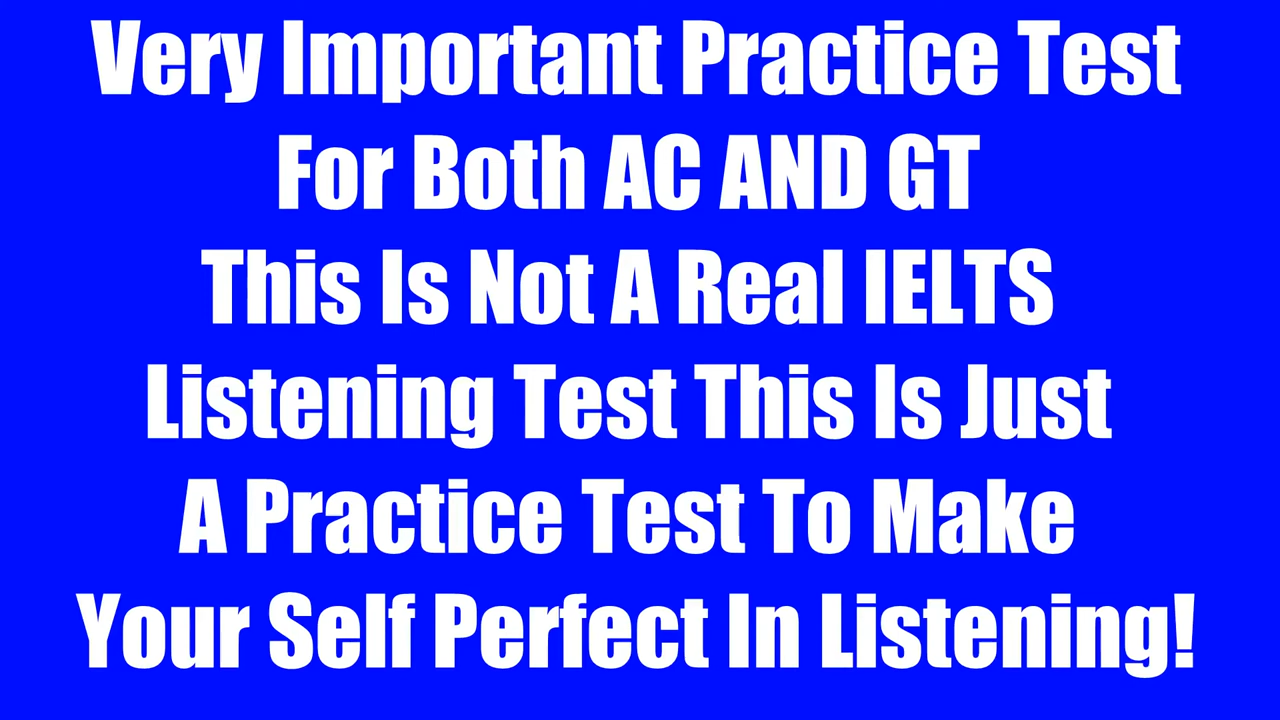 Very Important Practice Test
For Both AC AND GT
This Is Not A Real IELTS
Listening Test This Is Just
A Practice Test To Make
Your Self Perfect In Listening!